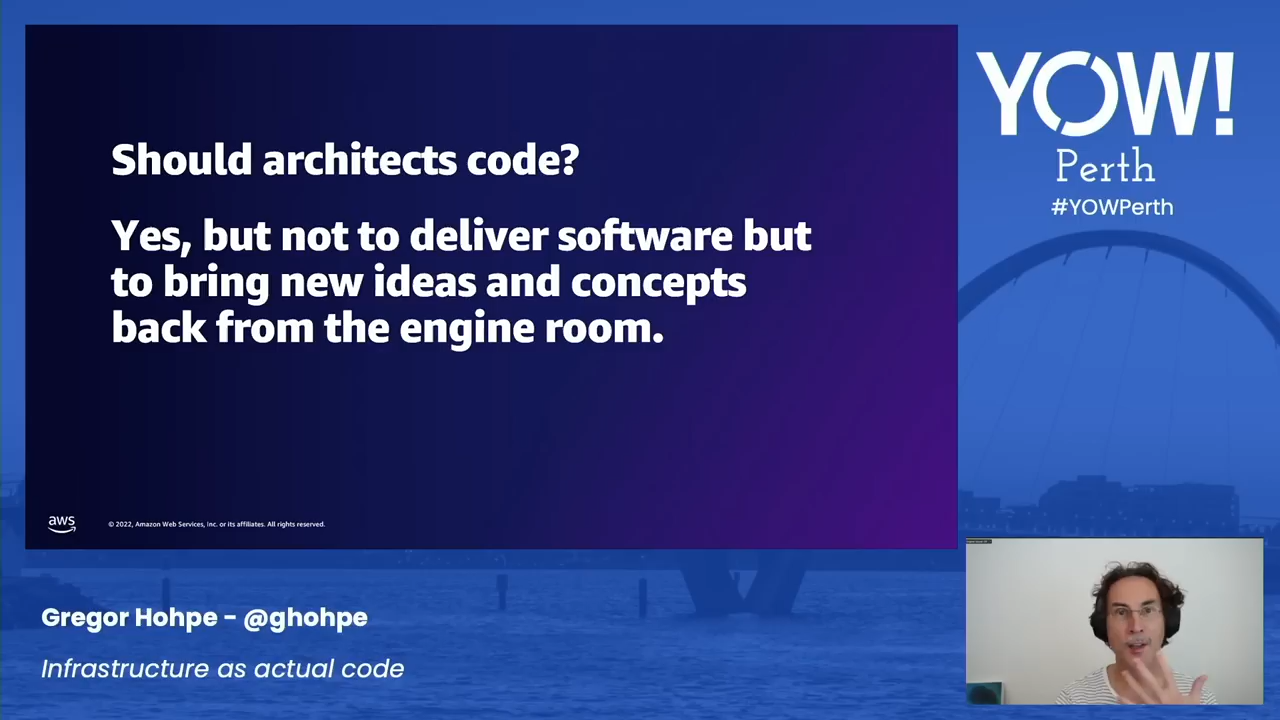 Should architects code?
Yes, but not to deliver software but
to bring new ideas and concepts
back from the engine room.
aws
© 2022, Amazon Web Services, Inc. or its affiliates. All rights reserved.
YOW!
Perth
#YOWPerth
Gregor Hohpe - @ghohpe
Infrastructure as actual code